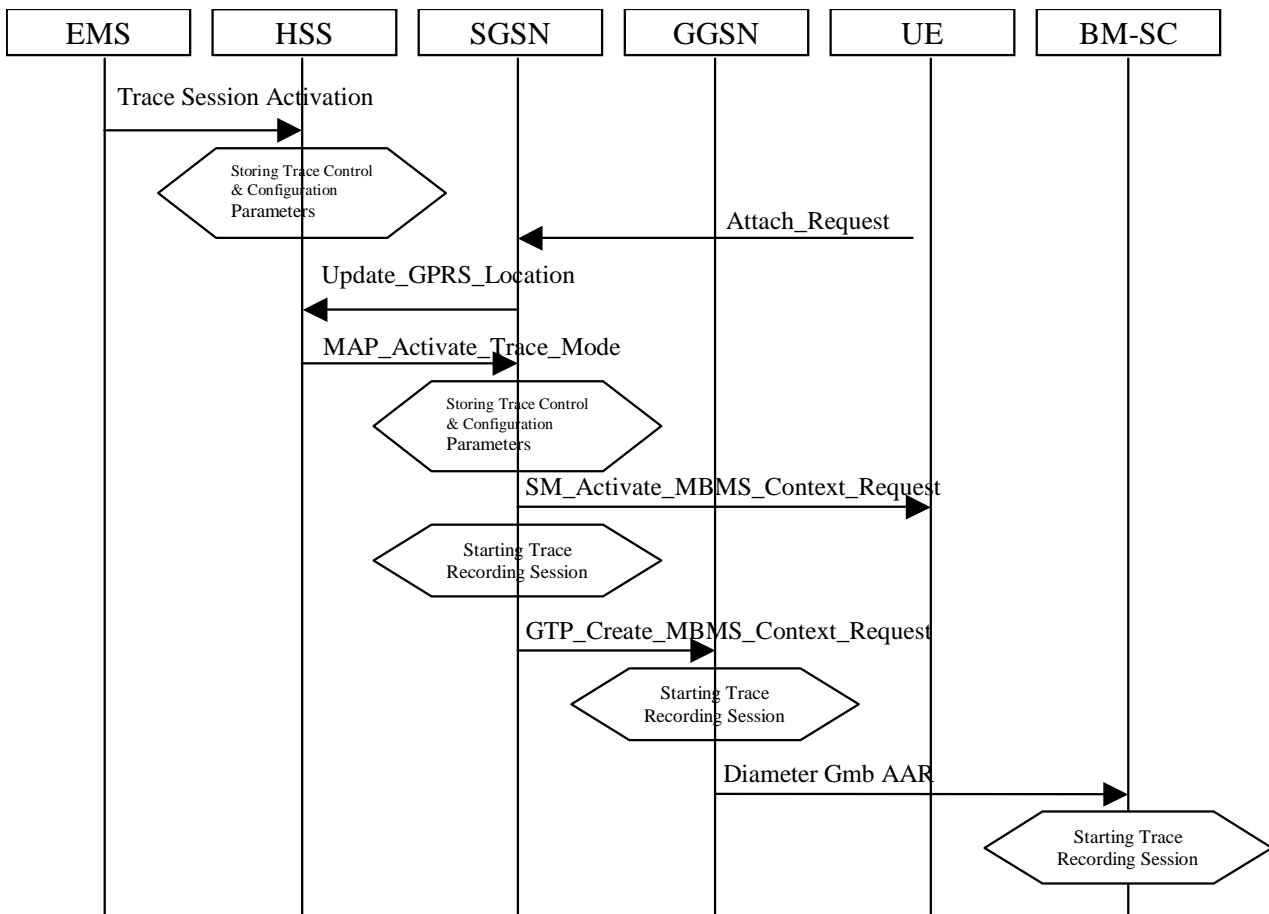 EMS
HSS
SGSN
GGSN
UE
BM-SC
Trace Session Activation
Storing Trace Control
& Configuration
Parameters
Attach_Request
Update_GPRS_Location
MAP_Activate_Trace_Mode
Storing Trace Control
& Configuration
Parameters
SM_Activate_MBMS_Context_Request
Starting Trace
Recording Session
GTP_Create_MBMS_Context_Request
Starting Trace
Recording Session
Diameter Gmb AAR
Starting Trace
Recording Session